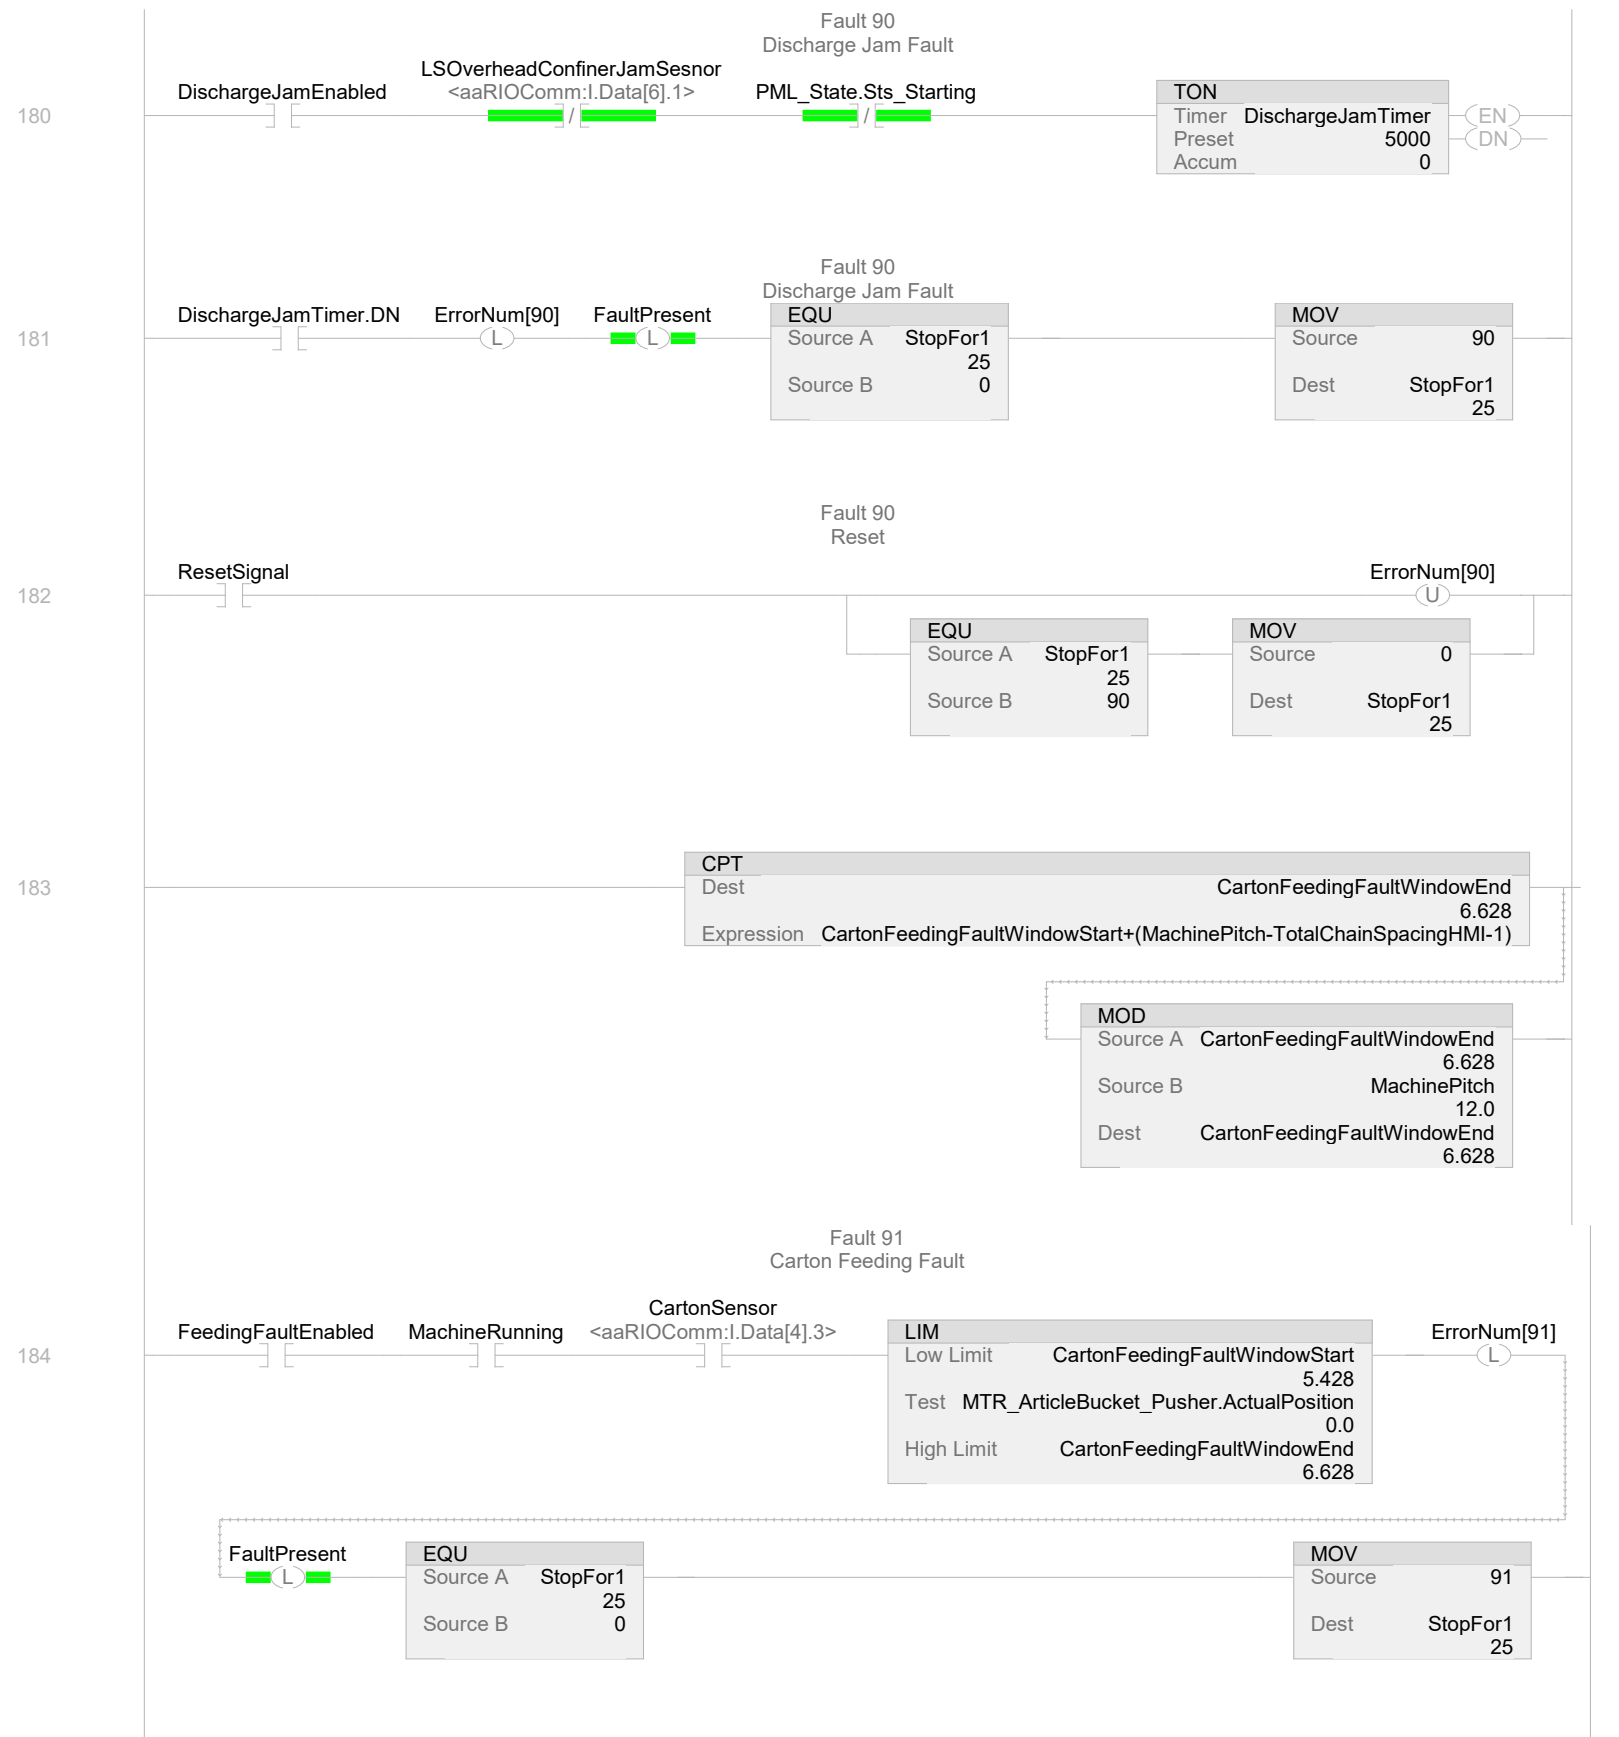 Fault 90
Discharge Jam Fault
180
DischargeJamEnabled
LSOverheadConfinerJamSesnor
<aaRIOComm:I.Data[6].1>
/
PML_State.Sts_Starting
/
TON
Timer DischargeJamTimer
Preset 5000
Accum 0
EN
DN
Fault 90
Discharge Jam Fault
181
DischargeJamTimer.DN
ErrorNum[90]
L
FaultPresent
L
EQU
Source A StopFor1
25
Source B 0
MOV
Source 90
Dest StopFor1
25
Fault 90
Reset
182
ResetSignal
ErrorNum[90]
U
EQU
Source A StopFor1
25
Source B 90
MOV
Source 0
Dest StopFor1
25
183
CPT
Dest CartonFeedingFaultWindowEnd
6.628
Expression CartonFeedingFaultWindowStart+(MachinePitch-TotalChainSpacingHMI-1)
MOD
Source A CartonFeedingFaultWindowEnd
6.628
Source B MachinePitch
12.0
Dest CartonFeedingFaultWindowEnd
6.628
Fault 91
Carton Feeding Fault
184
FeedingFaultEnabled
MachineRunning
CartonSensor
<aaRIOComm:I.Data[4].3>
LIM
Low Limit CartonFeedingFaultWindowStart
5.428
Test MTR_ArticleBucket_Pusher.ActualPosition
0.0
High Limit CartonFeedingFaultWindowEnd
6.628
ErrorNum[91]
L
FaultPresent
L
EQU
Source A StopFor1
25
Source B 0
MOV
Source 91
Dest StopFor1
25